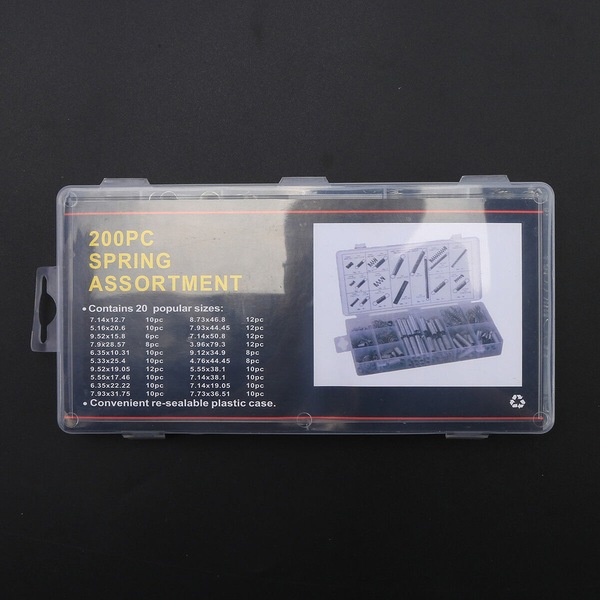 200PC
SPRING
ASSORTMENT
• Contains 20 popular sizes:
7.14x12.7 10pc 8.73x46.8 12pc
5.16x20.6 10pc 7.93x44.45 12pc
9.52x15.8 6pc 7.14x50.8 12pc
7.9x28.57 8pc 3.96x79.3 12pc
6.35x10.31 10pc 9.12x34.9 8pc
5.33x25.4 10pc 4.76x44.45 8pc
9.52x19.05 12pc 5.55x38.1 10pc
5.55x17.46 10pc 7.14x38.1 10pc
6.35x22.22 10pc 7.14x19.05 10pc
7.93x31.75 10pc 7.73x36.51 10pc
• Convenient re-sealable plastic case.